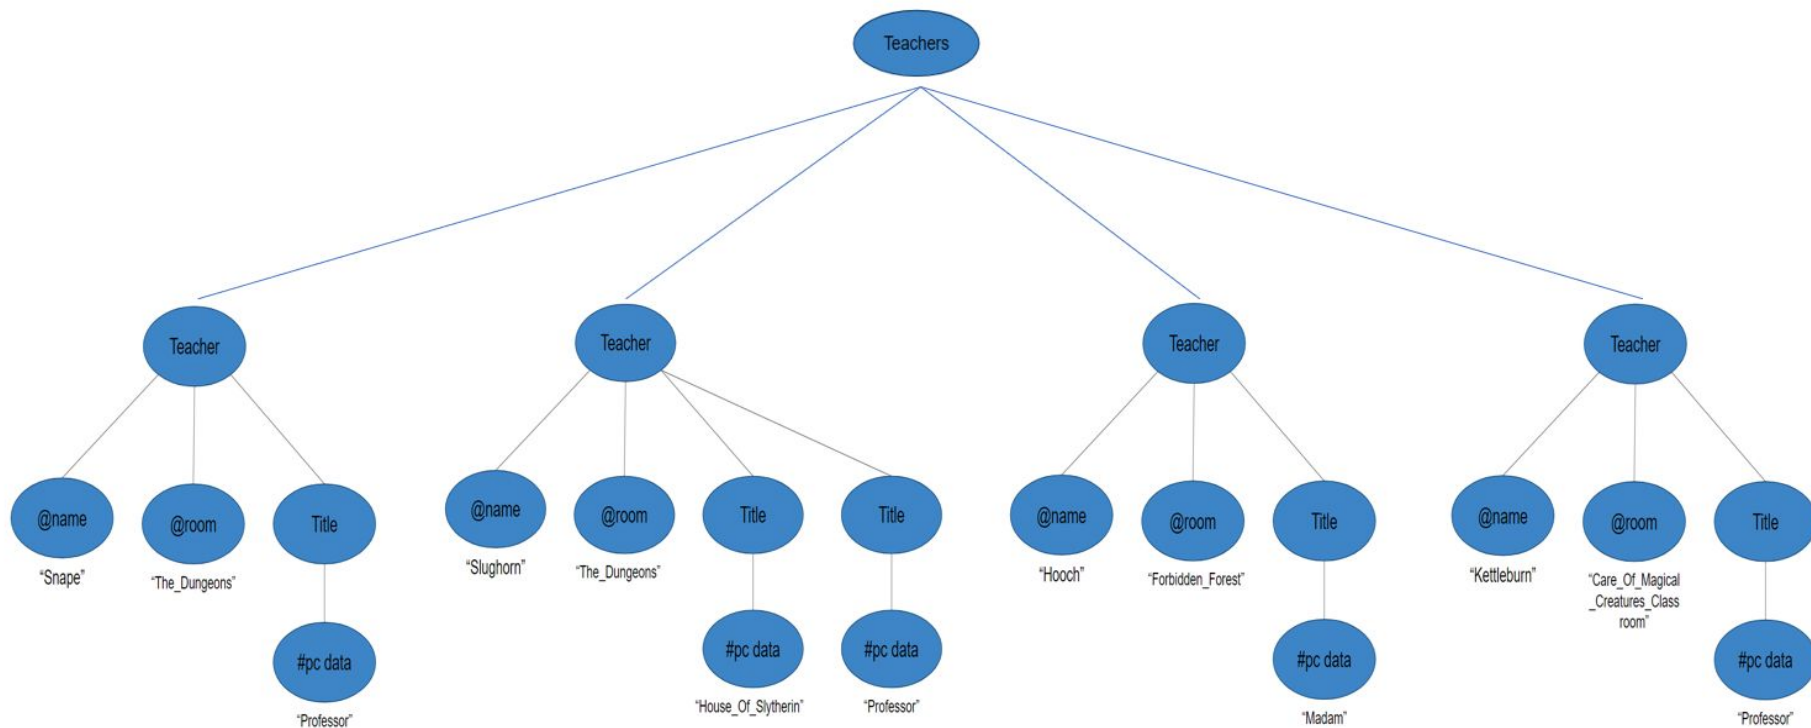 Teachers
Teacher
Teacher
Teacher
Teacher
@name
@room
Title
@name
@room
Title
Title
@name
@room
Title
@name
@room
Title
“Snape”
“The_Dungeons”
“Slughorn”
“The_Dungeons”
“Hooch”
“Forbidden_Forest”
“Kettleburn”
“Care_Of_Magical
_Creatures_Class
room”
#pc data
#pc data
#pc data
#pc data
#pc data
“Professor”
“House_Of_Slytherin”
“Professor”
“Madam”
“Professor”